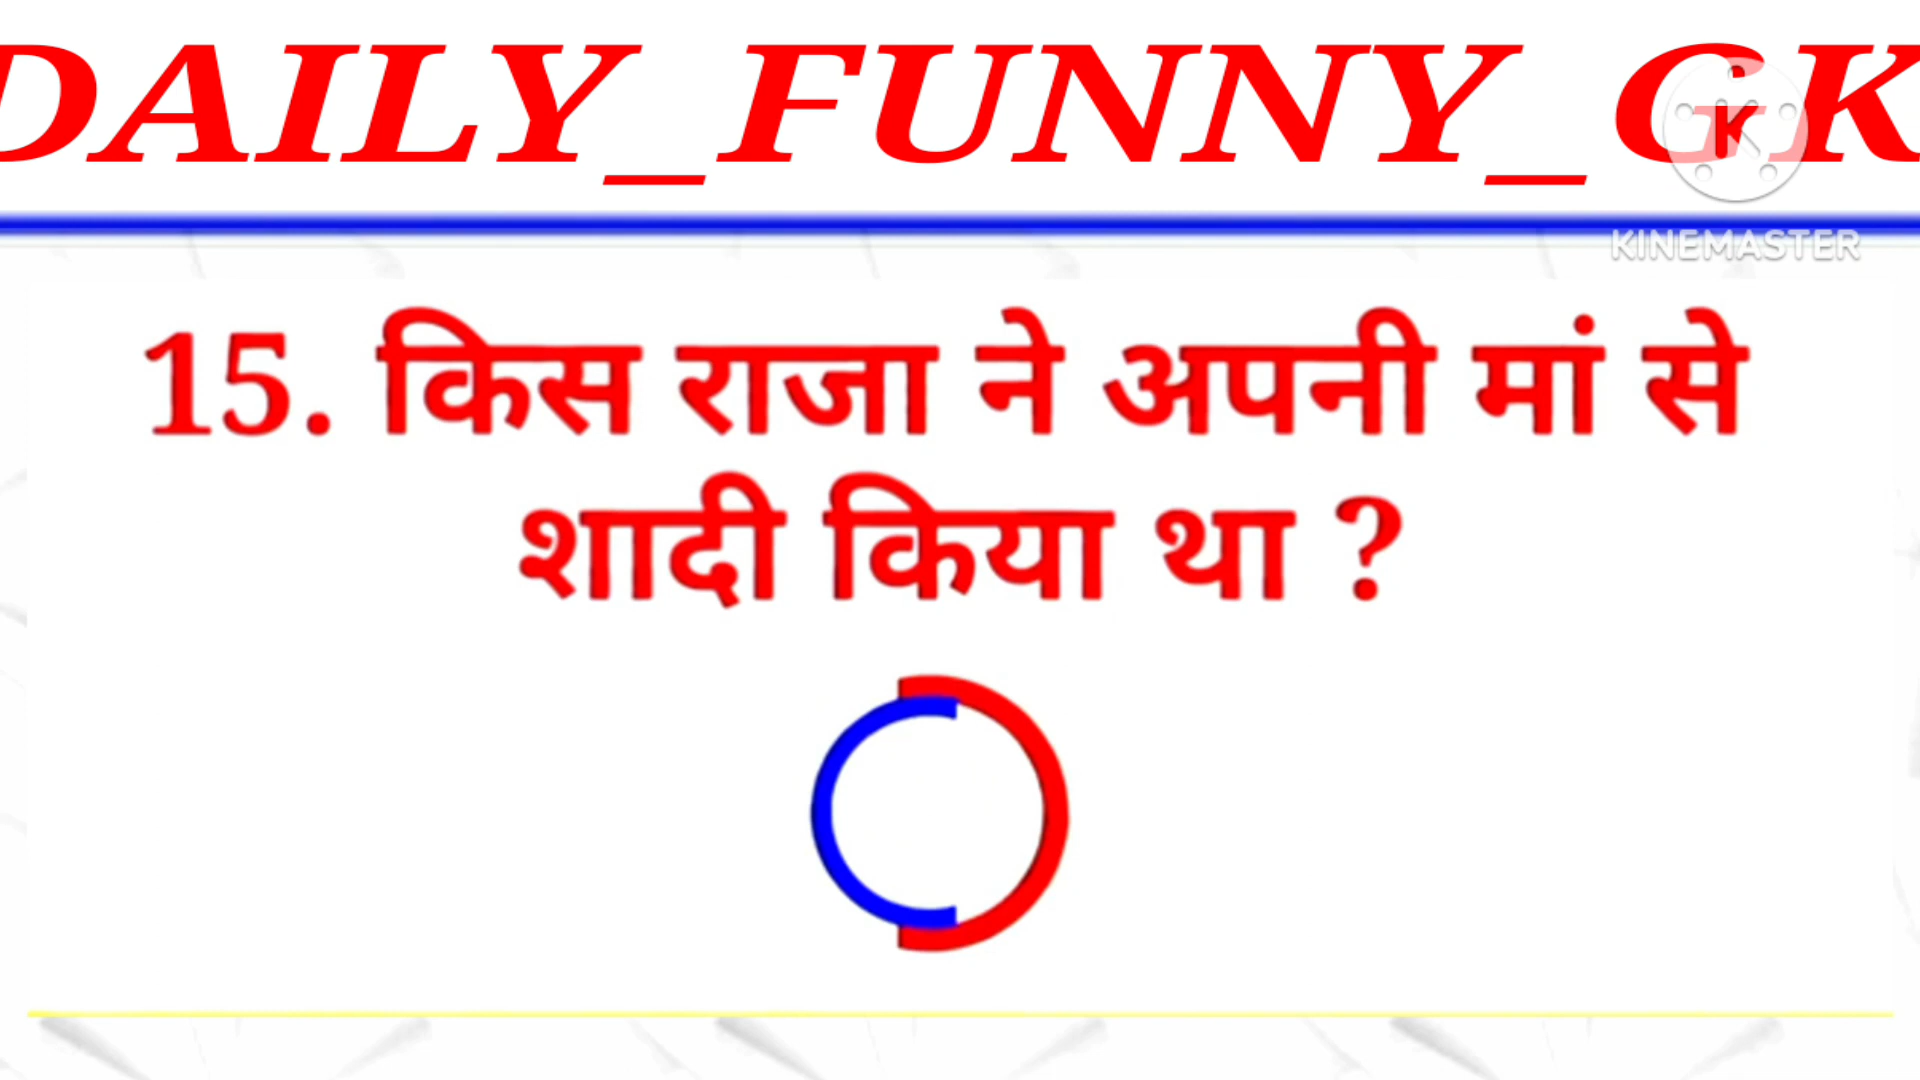 DAILY_FUNNY_GK
KINEMASTER
15. किस राजा ने अपनी मां से
शादी किया था ?